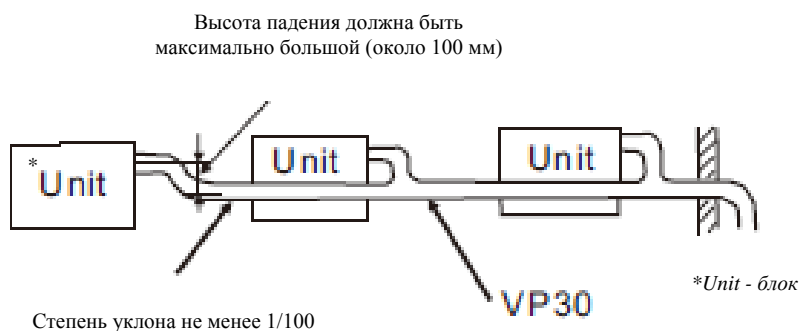 Высота падения должна быть
максимально большой (около 100 мм)
*Unit
Unit
Unit
VP30
*Unit - блок
Степень уклона не менее 1/100